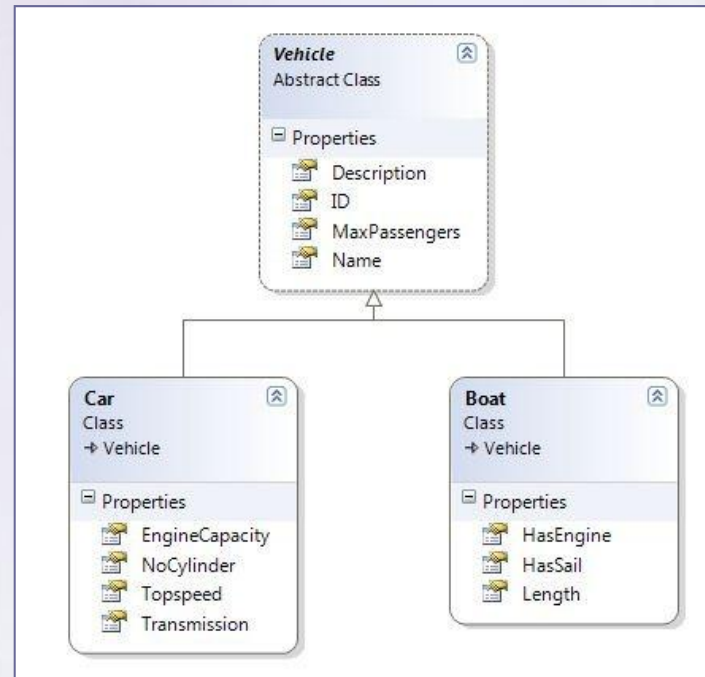 Vehicle
Abstract Class
Properties
Description
ID
MaxPassengers
Name
Car
Class
Vehicle
Properties
EngineCapacity
NoCylinder
Topspeed
Transmission
Boat
Class
Vehicle
Properties
HasEngine
HasSail
Length